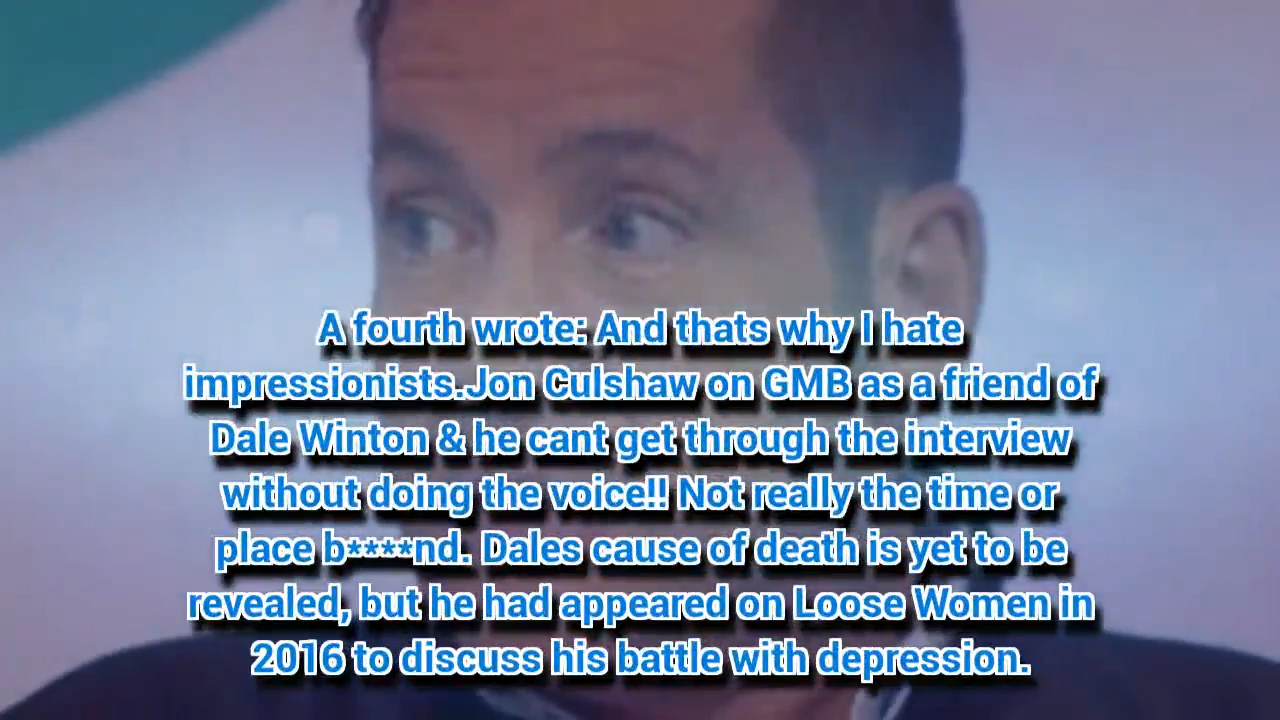 A fourth wrote: And thats why I hate
impressionists.Jon Culshaw on GMB as a friend of
Dale Winton & he cant get through the interview
without doing the voice!! Not really the time or
place b****nd. Dales cause of death is yet to be
revealed, but he had appeared on Loose Women in
2016 to discuss his battle with depression.